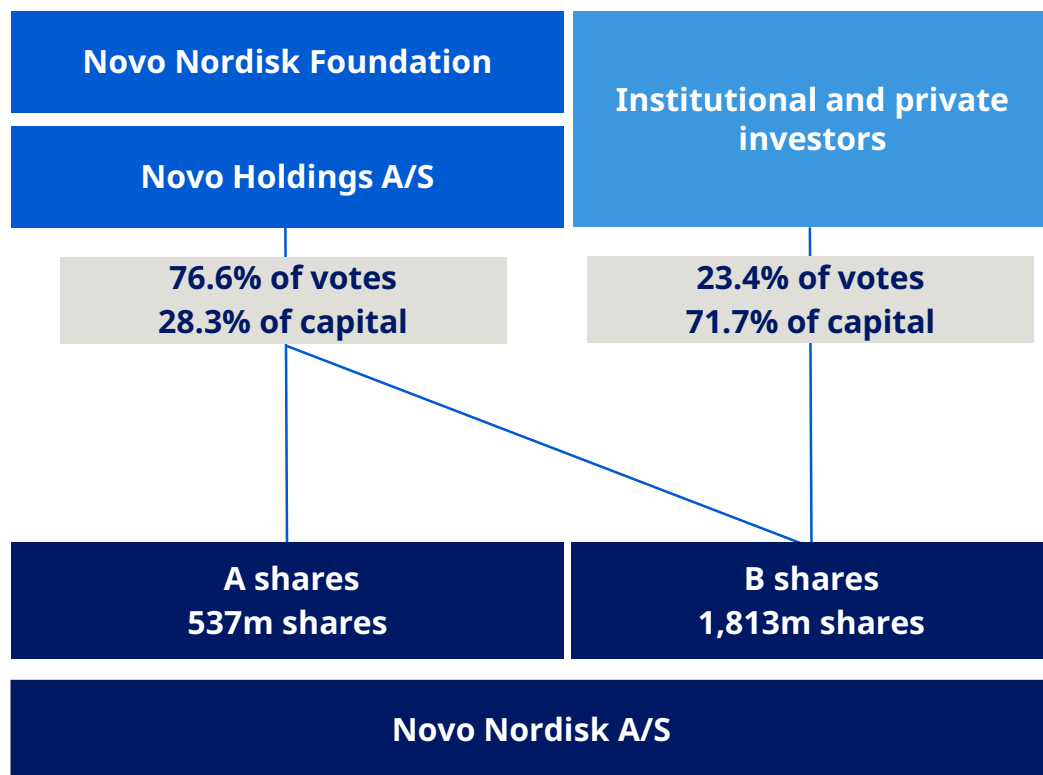 Novo Nordisk Foundation
Novo Holdings A/S
Institutional and private
investors
76.6% of votes
28.3% of capital
23.4% of votes
71.7% of capital
A shares
537m shares
B shares
1,813m shares
Novo Nordisk A/S